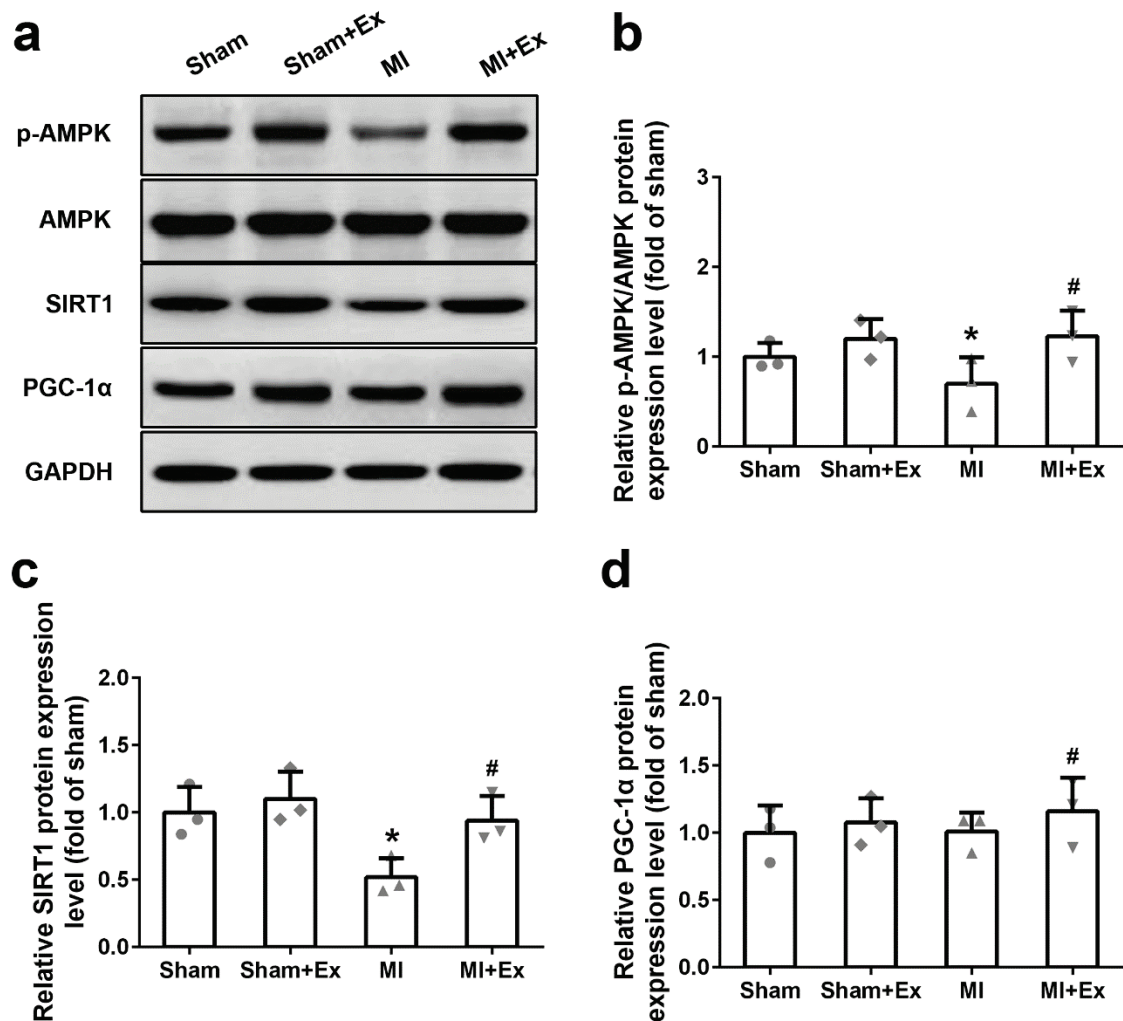 a
Sham Sham+Ex MI MI+Ex
p-AMPK
AMPK
SIRT1
PGC-1α
GAPDH
b
Relative p-AMPK/AMPK protein
expression level (fold of sham)
3
2
1
0
*
#
Sham Sham+Ex MI MI+Ex
c
Relative SIRT1 protein expression
level (fold of sham)
2.0
1.5
1.0
0.5
0.0
*
#
Sham Sham+Ex MI MI+Ex
d
Relative PGC-1α protein
expression level (fold of sham)
2.0
1.5
1.0
0.5
0.0
#
Sham Sham+Ex MI MI+Ex